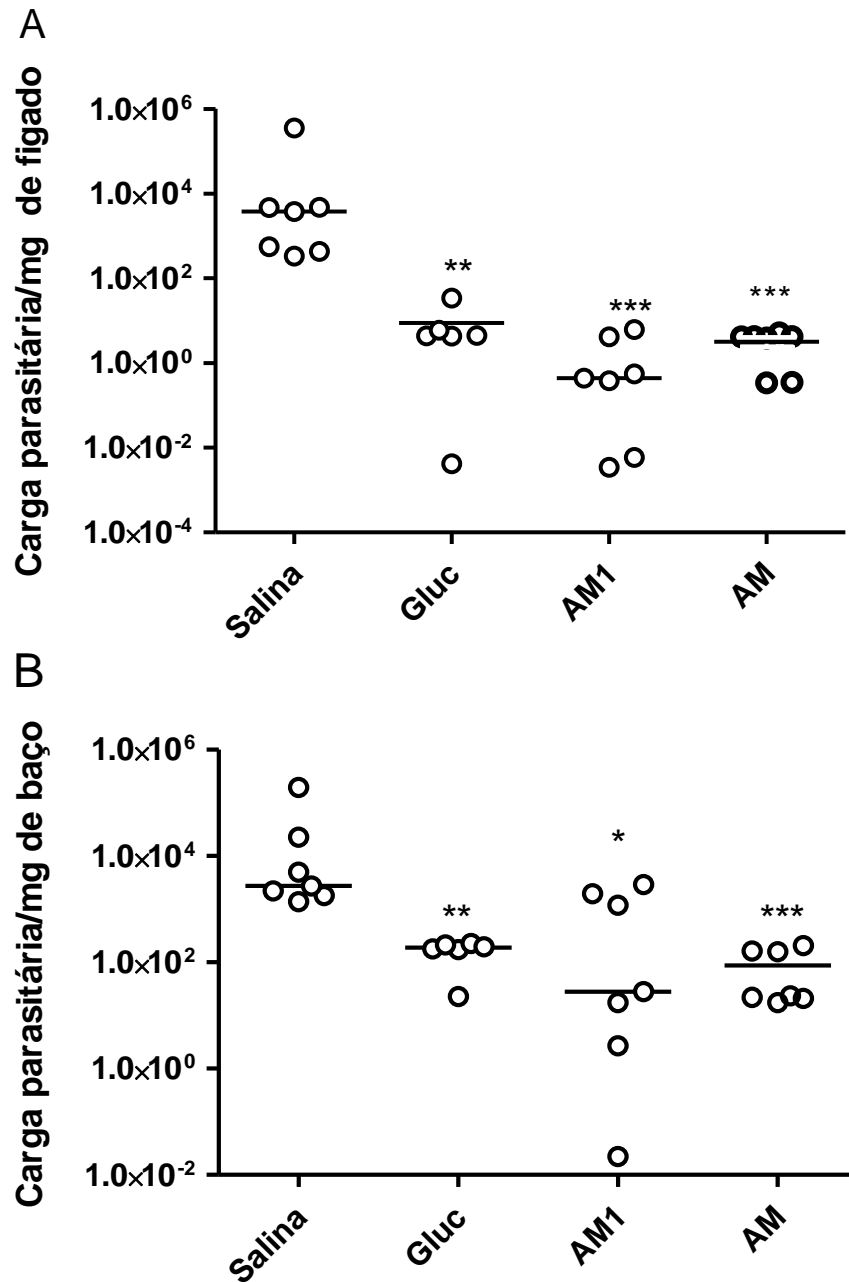 A
Carga parasitária/mg de figado
1.0×10⁶
1.0×10⁴
1.0×10²
1.0×10⁰
1.0×10⁻²
1.0×10⁻⁴
**
***
***
Salina
Gluc
AM1
AM
B
Carga parasitária/mg de baço
1.0×10⁶
1.0×10⁴
1.0×10²
1.0×10⁰
1.0×10⁻²
**
*
***
Salina
Gluc
AM1
AM